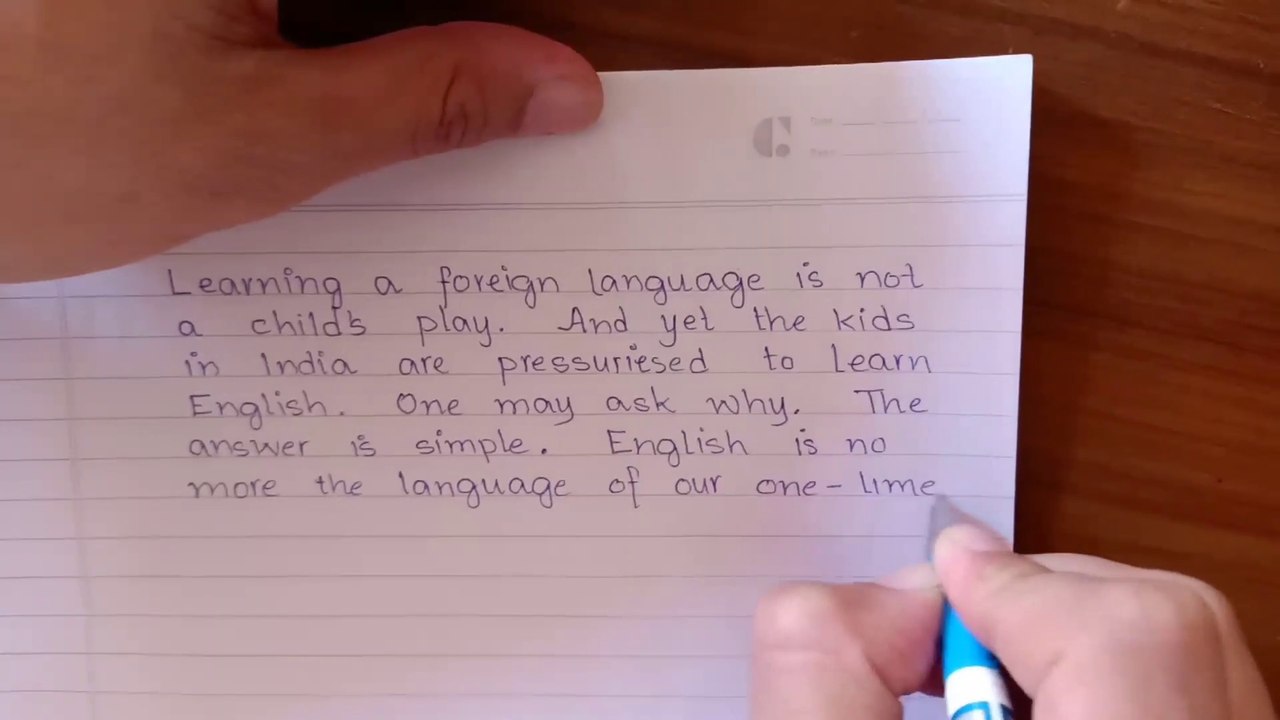 Learning a foreign language is not
a child's play. And yet the kids
in India are pressuriesed to learn
English. One may ask why. The
answer is simple. English is no
more the language of our one-lime